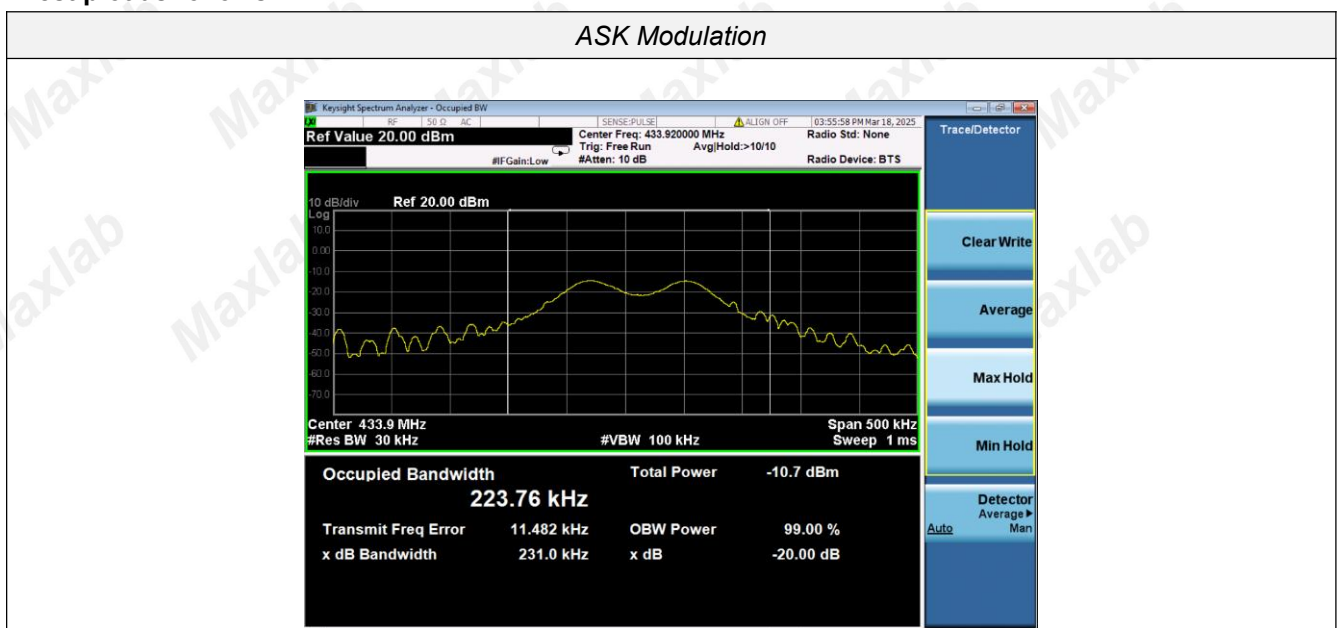 ASK Modulation
Keysight Spectrum Analyzer - Occupied BW
RF 50 Ω AC SENSE:PULSE ALIGN OFF 03:55:58 PM Mar 18, 2025
Ref Value 20.00 dBm
Center Freq: 433.920000 MHz
Radio Std: None
Trig: Free Run Avg|Hold:>10/10
#IFGain:Low #Atten: 10 dB Radio Device: BTS
Trace/Detector
10 dB/div Ref 20.00 dBm
Log
10.0
0.00
-10.0
-20.0
-30.0
-40.0
-50.0
-60.0
-70.0
Center 433.9 MHz Span 500 kHz
#Res BW 30 kHz #VBW 100 kHz Sweep 1 ms
Occupied Bandwidth
223.76 kHz
Total Power -10.7 dBm
Transmit Freq Error 11.482 kHz OBW Power 99.00 %
x dB Bandwidth 231.0 kHz x dB -20.00 dB
Clear Write
Average
Max Hold
Min Hold
Detector
Average
Auto Man
Maxlab
Maxlab
Maxlab